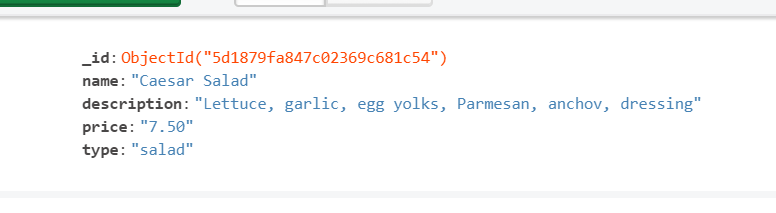 _id: ObjectId("5d1879fa847c02369c681c54")
name: "Caesar Salad"
description: "Lettuce, garlic, egg yolks, Parmesan, anchov, dressing"
price: "7.50"
type: "salad"